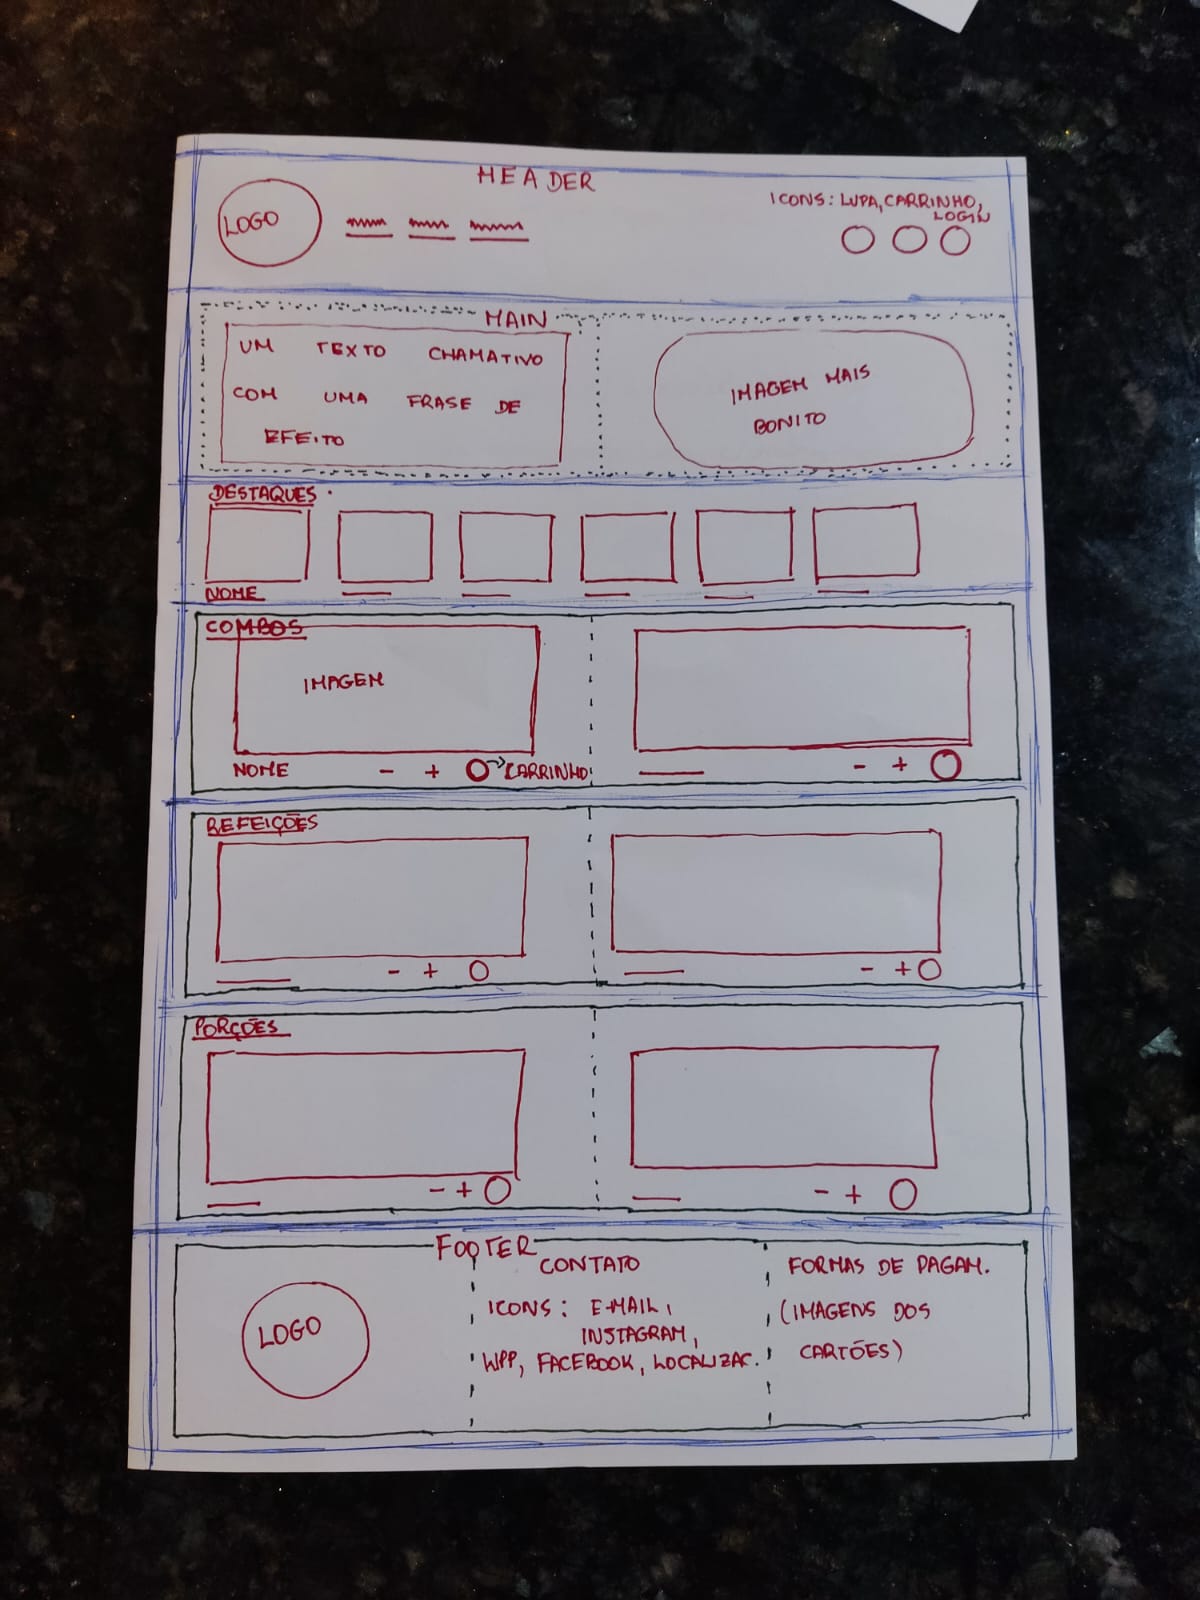 HEADER
LOGO
ICONS: LUPA, CARRINHO,
LOGIN
MAIN
UM TEXTO CHAMATIVO
COM UMA FRASE DE
EFEITO
IMAGEM MAIS
BONITO
DESTAQUES
NOME
COMBOS
IMAGEM
NOME - + CARRINHO
- +
REFEIÇÕES
- +
- +
PORÇÕES
- +
- +
FOOTER
LOGO
CONTATO
ICONS: E-MAIL,
INSTAGRAM,
WPP, FACEBOOK, LOCALIZAC.
FORMAS DE PAGAM.
(IMAGENS DOS
CARTÕES)